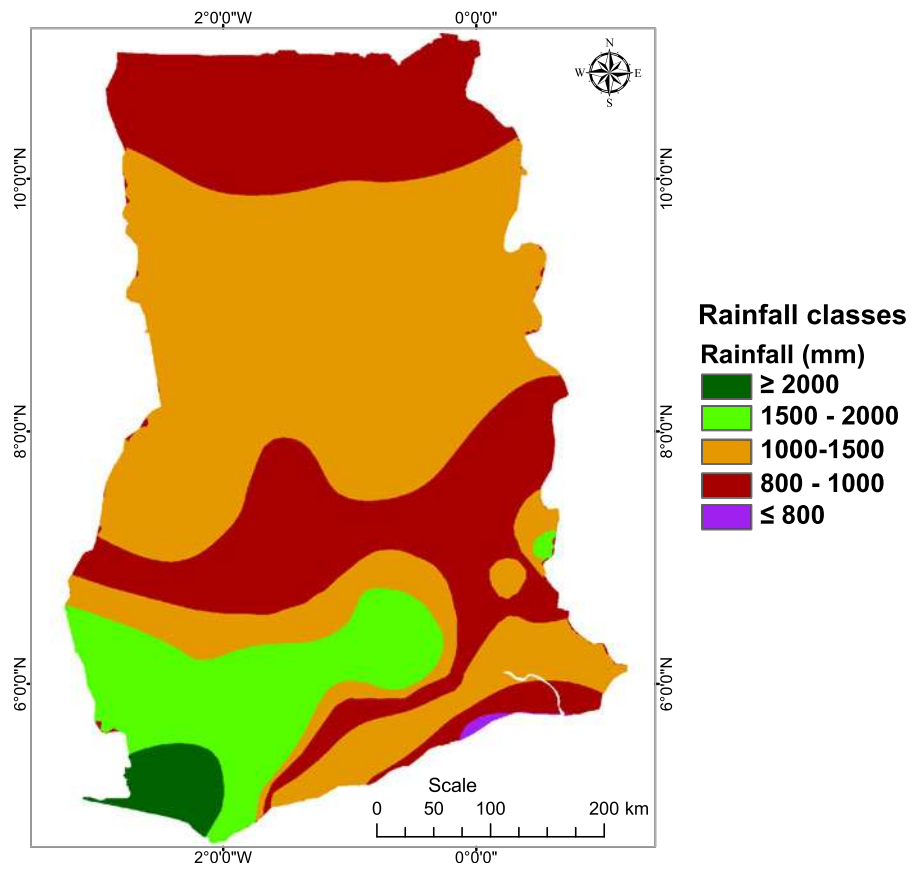 2°0'0"W 0°0'0"
N
W E
S
10°0'0"N 10°0'0"N
8°0'0"N 8°0'0"N
6°0'0"N 6°0'0"N
Rainfall classes
Rainfall (mm)
≥ 2000
1500 - 2000
1000-1500
800 - 1000
≤ 800
Scale
0 50 100 200 km
2°0'0"W 0°0'0"